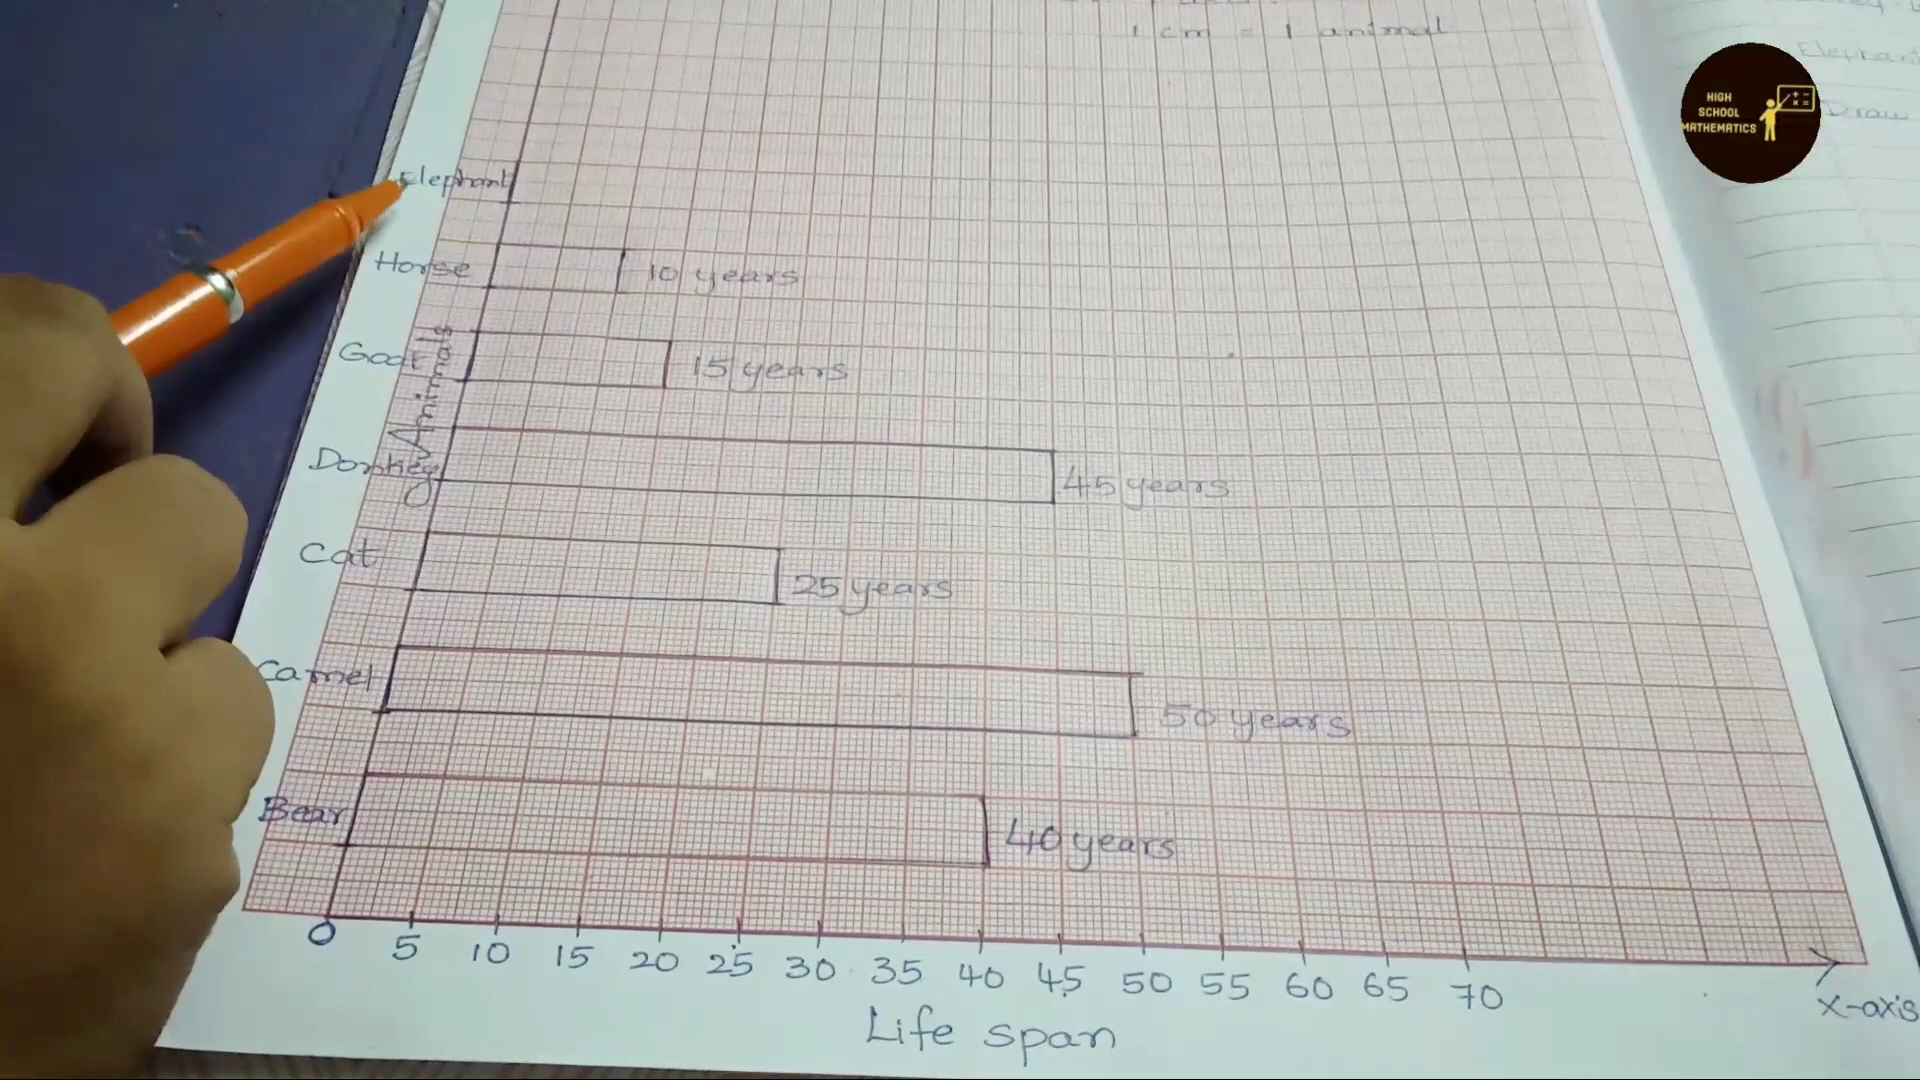 1 cm = 1 animal
HIGH
SCHOOL
MATHEMATICS
Elephant
Draw
Elephant
Horse
10 years
Goat
15 years
Animals
Donkey
45 years
Cat
25 years
Camel
50 years
Bear
40 years
0 5 10 15 20 25 30 35 40 45 50 55 60 65 70
x-axis
Life span